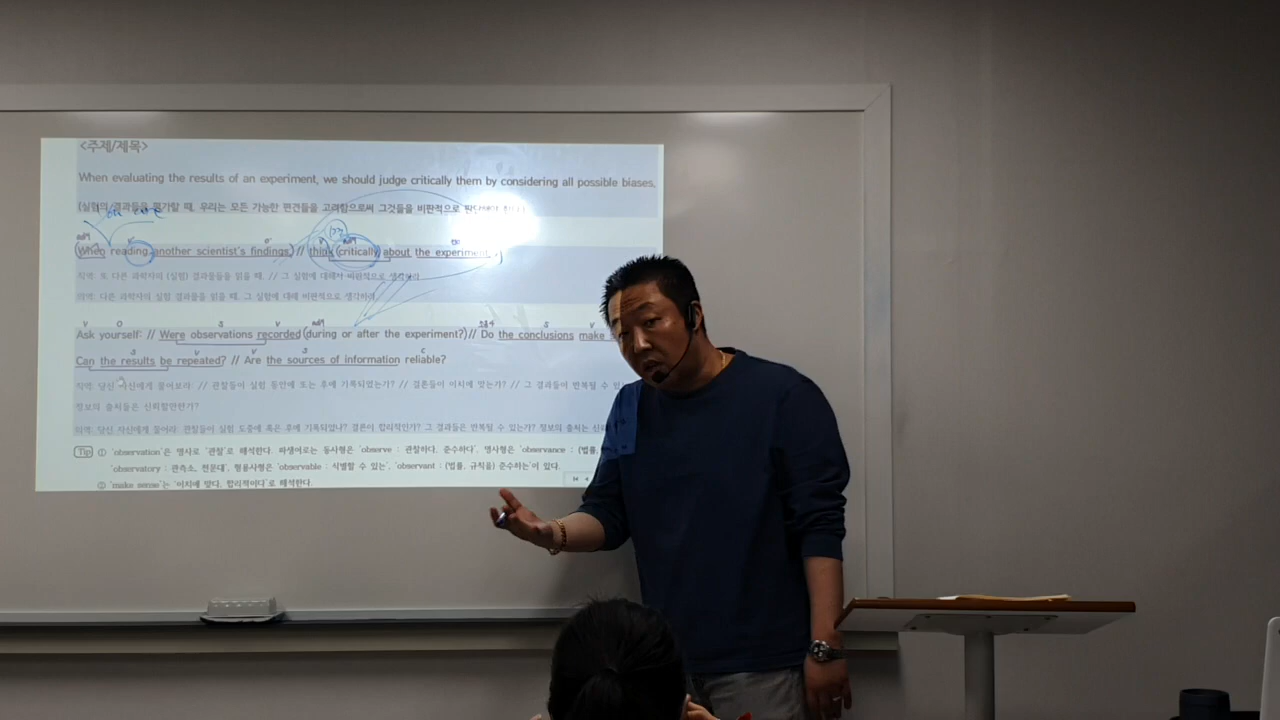 <주제/제목>
When evaluating the results of an experiment, we should judge critically them by considering all possible biases,
(실험의 결과들을 평가할 때, 우리는 모든 가능한 편견들을 고려함으로써 그것들을 비판적으로
(When reading another scientist's findings,) // think (critically) about the experiment.
직역: 또 다른 과학자의 (실험) 결과물들을 읽을 때, // 그 실험에 대해서 비판적으로 생각하라
의역: 다른 과학자의 실험 결과물을 읽을 때, 그 실험에 대해 비판적으로 생각하라
Ask yourself: // Were observations recorded (during or after the experiment?) // Do the conclusions make
Can the results be repeated? // Are the sources of information reliable?
직역: 당신 자신에게 물어보라: // 관찰들이 실험 동안에 또는 후에 기록되었는가? // 결론들이 이치에 맞는가? // 그 결과들이 반복될 수
정보의 출처들은 신뢰할만한가?
의역: 당신 자신에게 물어라: 관찰들이 실험 도중에 혹은 후에 기록되었나? 결론이 합리적인가? 그 결과들은 반복될 수 있는가? 정보의 출처는
Tip ① 'observation'은 명사로 '관찰'로 해석한다. 파생어로는 동사형은 'observe : 관찰하다, 준수하다', 명사형은 'observance : (법률,
'observatory : 관측소, 천문대', 형용사형은 'observable : 식별할 수 있는', 'observant : (법률, 규칙을) 준수하는'이 있다.
② 'make sense'는 '이치에 맞다, 합리적이다'로 해석한다.